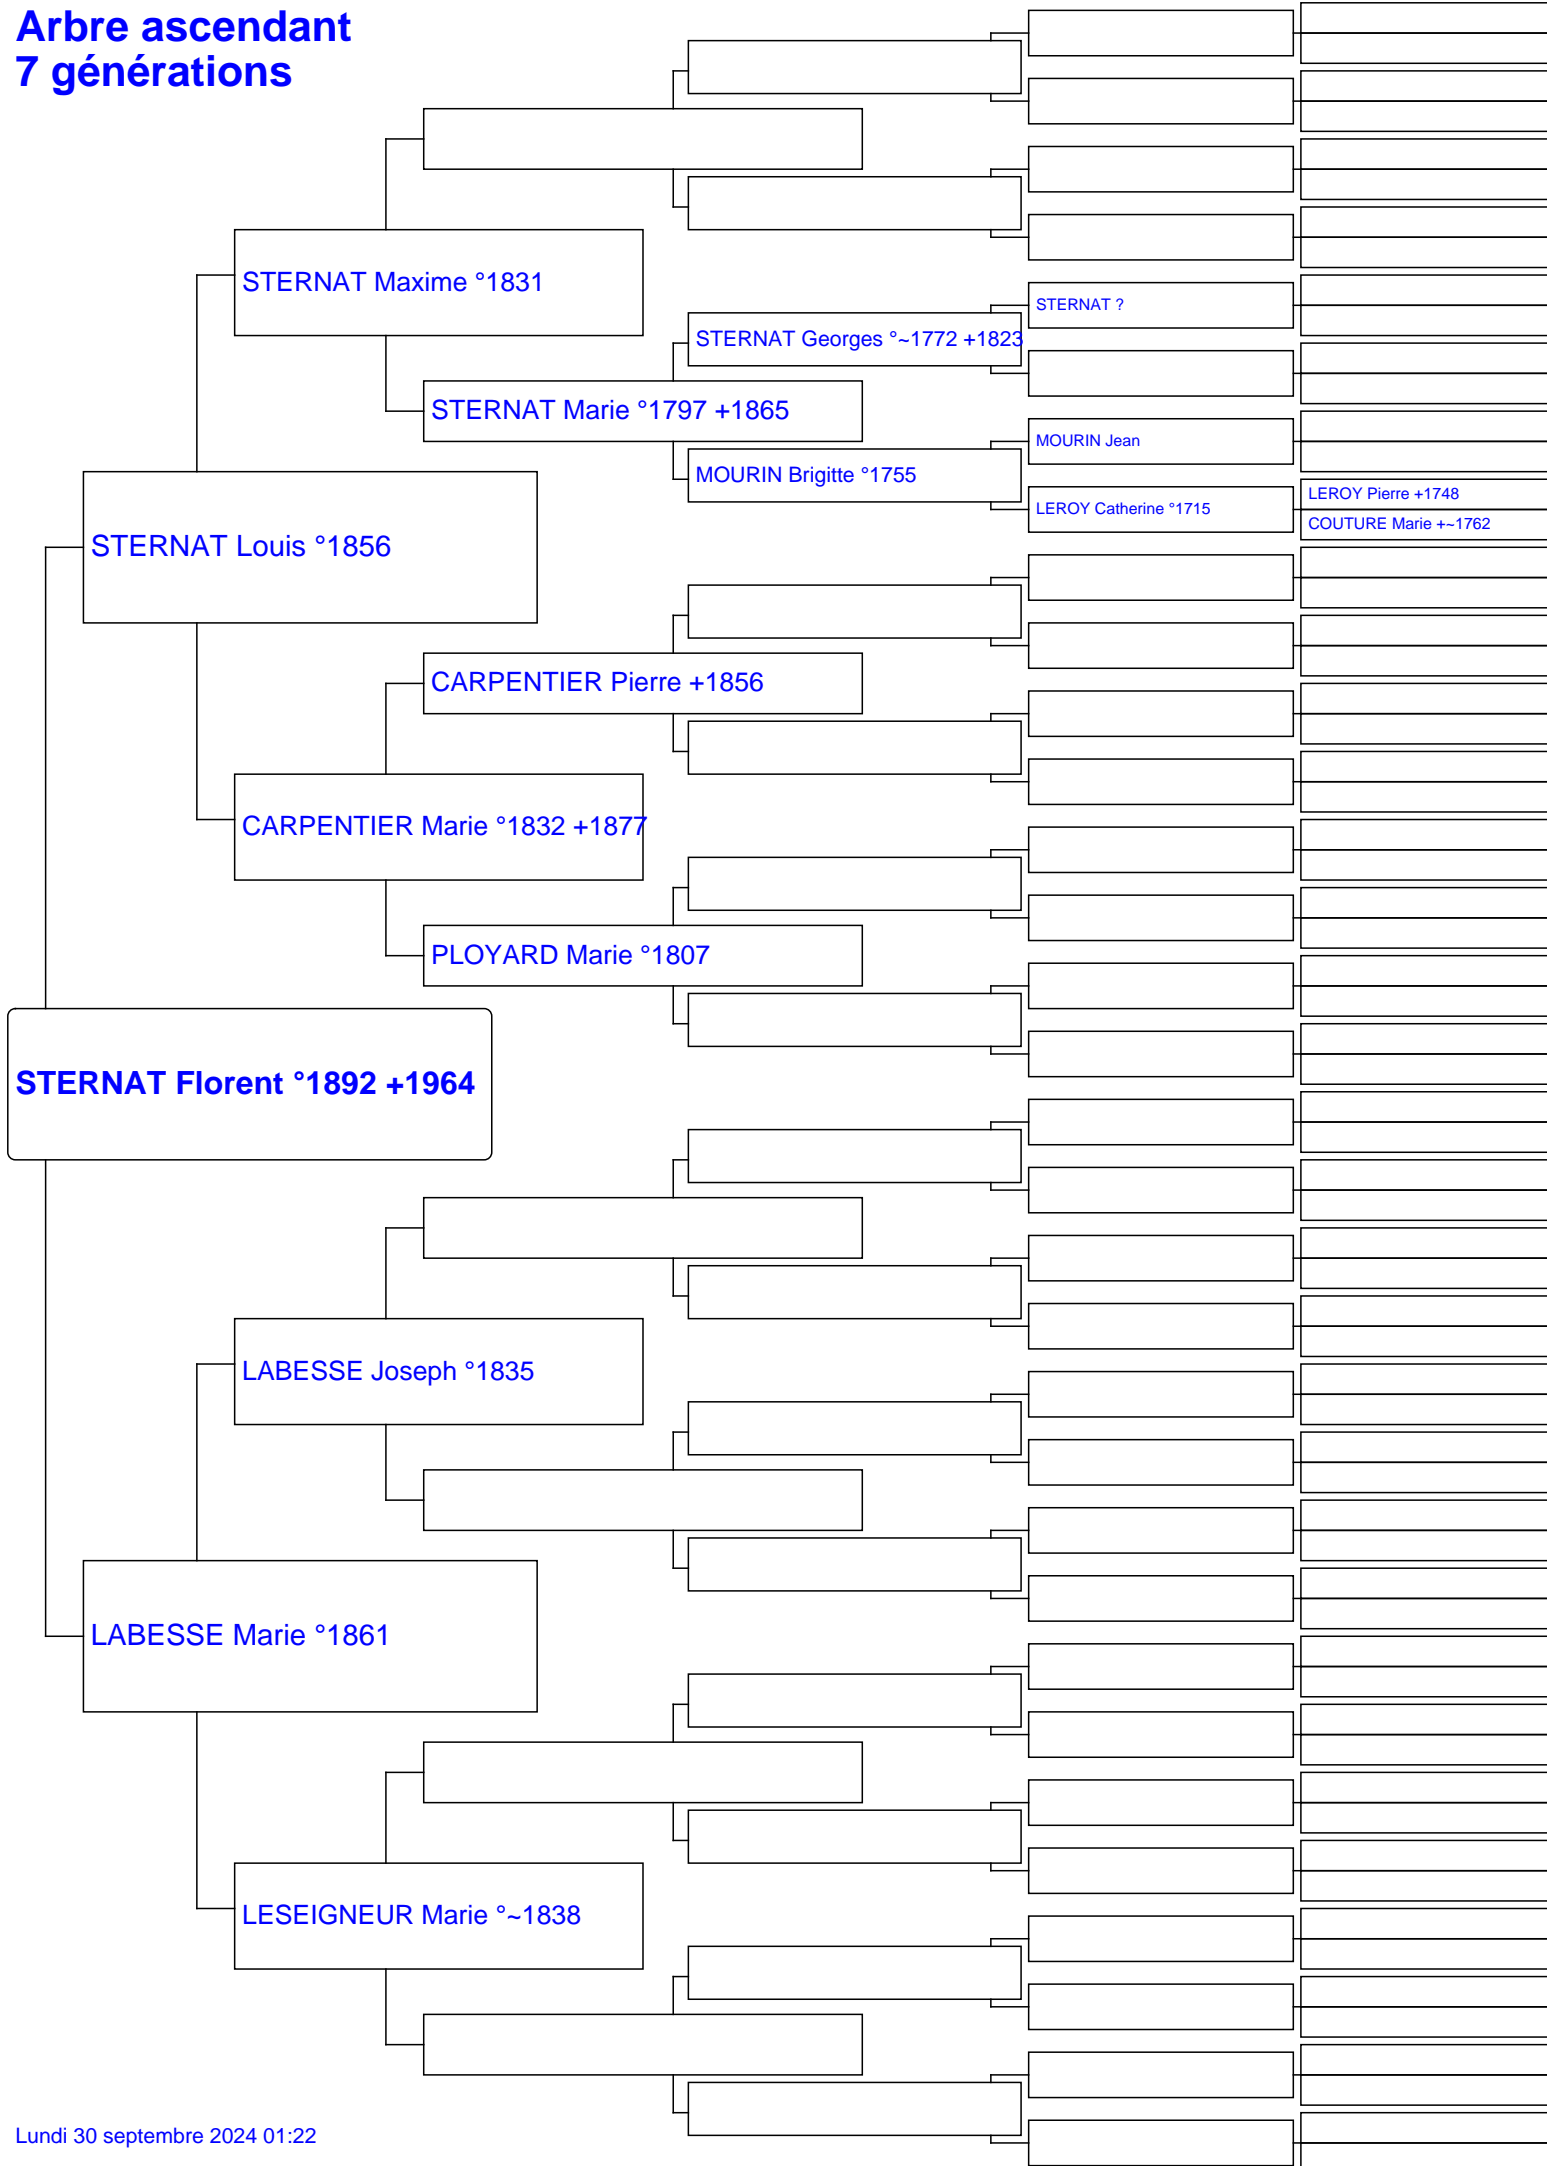 Arbre ascendant
7 générations
STERNAT Maxime °1831
STERNAT ?
STERNAT Georges °~1772 +1823
STERNAT Marie °1797 +1865
MOURIN Jean
MOURIN Brigitte °1755
LEROY Pierre +1748
LEROY Catherine °1715
COUTURE Marie +~1762
STERNAT Louis °1856
CARPENTIER Pierre +1856
CARPENTIER Marie °1832 +1877
PLOYARD Marie °1807
STERNAT Florent °1892 +1964
LABESSE Joseph °1835
LABESSE Marie °1861
LESEIGNEUR Marie °~1838
Lundi 30 septembre 2024 01:22